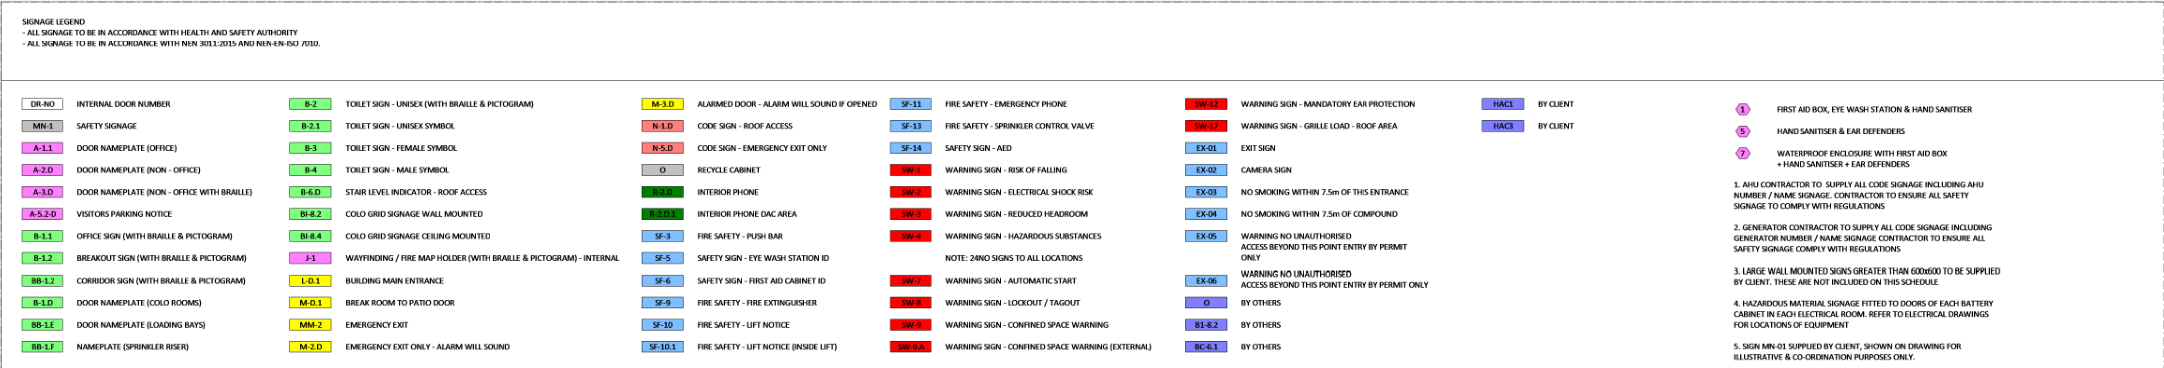 SIGNAGE LEGEND
- ALL SIGNAGE TO BE IN ACCORDANCE WITH HEALTH AND SAFETY AUTHORITY
- ALL SIGNAGE TO BE IN ACCORDANCE WITH NEN 3011:2015 AND NEN-EN-ISO 7010.
DR-NO INTERNAL DOOR NUMBER
MN-1 SAFETY SIGNAGE
A-1.1 DOOR NAMEPLATE (OFFICE)
A-2.D DOOR NAMEPLATE (NON - OFFICE)
A-3.D DOOR NAMEPLATE (NON - OFFICE WITH BRAILLE)
A-5.2-D VISITORS PARKING NOTICE
B-1.1 OFFICE SIGN (WITH BRAILLE & PICTOGRAM)
B-1.2 BREAKOUT SIGN (WITH BRAILLE & PICTOGRAM)
BB-1.2 CORRIDOR SIGN (WITH BRAILLE & PICTOGRAM)
B-1.D DOOR NAMEPLATE (COLO ROOMS)
BB-1.E DOOR NAMEPLATE (LOADING BAYS)
BB-1.F NAMEPLATE (SPRINKLER RISER)
B-2 TOILET SIGN - UNISEX (WITH BRAILLE & PICTOGRAM)
B-2.1 TOILET SIGN - UNISEX SYMBOL
B-3 TOILET SIGN - FEMALE SYMBOL
B-4 TOILET SIGN - MALE SYMBOL
B-6.D STAIR LEVEL INDICATOR - ROOF ACCESS
BI-8.2 COLO GRID SIGNAGE WALL MOUNTED
BI-8.4 COLO GRID SIGNAGE CEILING MOUNTED
J-1 WAYFINDING / FIRE MAP HOLDER (WITH BRAILLE & PICTOGRAM) - INTERNAL
L-D.1 BUILDING MAIN ENTRANCE
M-D.1 BREAK ROOM TO PATIO DOOR
MM-2 EMERGENCY EXIT
M-2.D EMERGENCY EXIT ONLY - ALARM WILL SOUND
M-3.D ALARMED DOOR - ALARM WILL SOUND IF OPENED
N-1.D CODE SIGN - ROOF ACCESS
N-5.D CODE SIGN - EMERGENCY EXIT ONLY
O RECYCLE CABINET
R-2.D INTERIOR PHONE
R-2.D.1 INTERIOR PHONE DAC AREA
SF-3 FIRE SAFETY - PUSH BAR
SF-5 SAFETY SIGN - EYE WASH STATION ID
SF-6 SAFETY SIGN - FIRST AID CABINET ID
SF-9 FIRE SAFETY - FIRE EXTINGUISHER
SF-10 FIRE SAFETY - LIFT NOTICE
SF-10.1 FIRE SAFETY - LIFT NOTICE (INSIDE LIFT)
SF-11 FIRE SAFETY - EMERGENCY PHONE
SF-13 FIRE SAFETY - SPRINKLER CONTROL VALVE
SF-14 SAFETY SIGN - AED
SW-1 WARNING SIGN - RISK OF FALLING
SW-2 WARNING SIGN - ELECTRICAL SHOCK RISK
SW-3 WARNING SIGN - REDUCED HEADROOM
SW-4 WARNING SIGN - HAZARDOUS SUBSTANCES
NOTE: 24NO SIGNS TO ALL LOCATIONS
SW-7 WARNING SIGN - AUTOMATIC START
SW-8 WARNING SIGN - LOCKOUT / TAGOUT
SW-9 WARNING SIGN - CONFINED SPACE WARNING
SW-9.A WARNING SIGN - CONFINED SPACE WARNING (EXTERNAL)
SW-12 WARNING SIGN - MANDATORY EAR PROTECTION
SW-17 WARNING SIGN - GRILLE LOAD - ROOF AREA
EX-01 EXIT SIGN
EX-02 CAMERA SIGN
EX-03 NO SMOKING WITHIN 7.5m OF THIS ENTRANCE
EX-04 NO SMOKING WITHIN 7.5m OF COMPOUND
EX-05 WARNING NO UNAUTHORISED
ACCESS BEYOND THIS POINT ENTRY BY PERMIT
ONLY
EX-06 WARNING NO UNAUTHORISED
ACCESS BEYOND THIS POINT ENTRY BY PERMIT ONLY
O BY OTHERS
B1-8.2 BY OTHERS
BC-6.1 BY OTHERS
HAC1 BY CLIENT
HAC3 BY CLIENT
1 FIRST AID BOX, EYE WASH STATION & HAND SANITISER
5 HAND SANITISER & EAR DEFENDERS
7 WATERPROOF ENCLOSURE WITH FIRST AID BOX
+ HAND SANITISER + EAR DEFENDERS
1. AHU CONTRACTOR TO SUPPLY ALL CODE SIGNAGE INCLUDING AHU
NUMBER / NAME SIGNAGE. CONTRACTOR TO ENSURE ALL SAFETY
SIGNAGE TO COMPLY WITH REGULATIONS
2. GENERATOR CONTRACTOR TO SUPPLY ALL CODE SIGNAGE INCLUDING
GENERATOR NUMBER / NAME SIGNAGE CONTRACTOR TO ENSURE ALL
SAFETY SIGNAGE COMPLY WITH REGULATIONS
3. LARGE WALL MOUNTED SIGNS GREATER THAN 600x600 TO BE SUPPLIED
BY CLIENT. THESE ARE NOT INCLUDED ON THIS SCHEDULE
4. HAZARDOUS MATERIAL SIGNAGE FITTED TO DOORS OF EACH BATTERY
CABINET IN EACH ELECTRICAL ROOM. REFER TO ELECTRICAL DRAWINGS
FOR LOCATIONS OF EQUIPMENT
5. SIGN MN-01 SUPPLIED BY CLIENT, SHOWN ON DRAWING FOR
ILLUSTRATIVE & CO-ORDINATION PURPOSES ONLY.